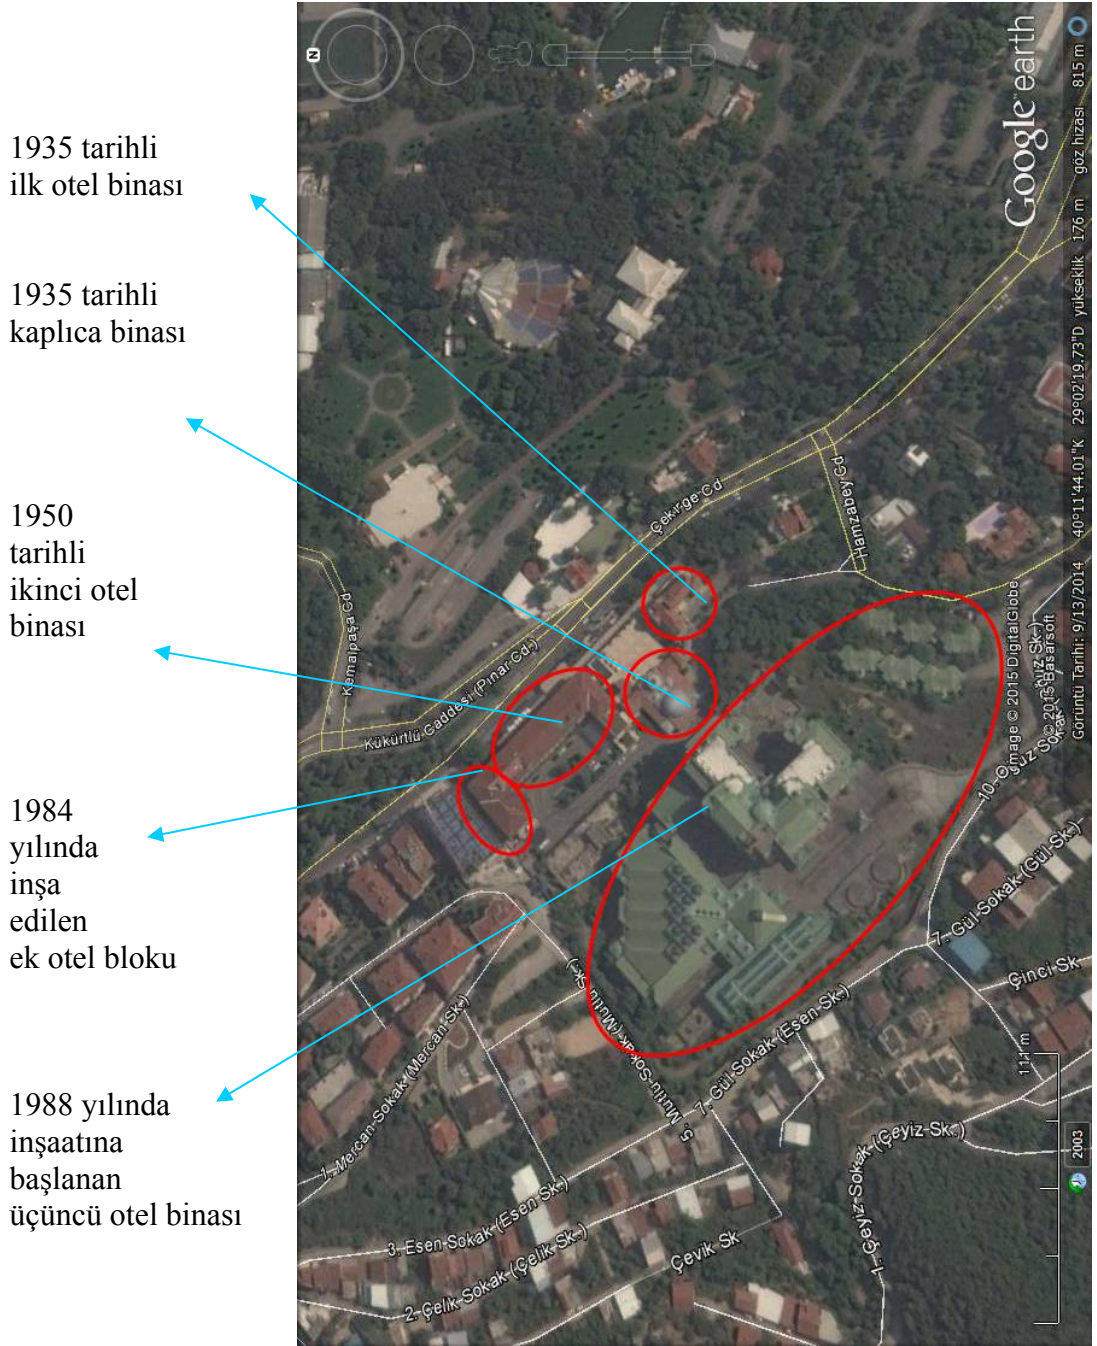 1935 tarihli
ilk otel binası
1935 tarihli
kaplıca binası
1950
tarihli
ikinci otel
binası
1984
yılında
inşa
edilen
ek otel bloku
1988 yılında
inşaatına
başlanan
üçüncü otel binası
N
Google earth
Çekirge Cd
Hamzabey Cd
Kemalpaşa Cd
Kükürtlü Caddesi (Pınar Cd.)
1. Mercan Sokak (Mercan Sk.)
5. Mutlu Sokak (Mutlu Sk.)
7. Gül Sokak (Esen Sk.)
7. Gül Sokak (Gül Sk.)
Çinci Sk
3. Esen Sokak (Esen Sk.)
2. Çelik Sokak (Çelik Sk.)
Çevik Sk
1. Çeyiz Sokak (Çeyiz Sk.)
Image © 2015 DigitalGlobe
© 2015 Basarsoft
Görüntü Tarihi: 9/13/2014 40°11'44.01"K 29°02'19.73"D yükseklik 176 m göz hizası 815 m
111 m
2003